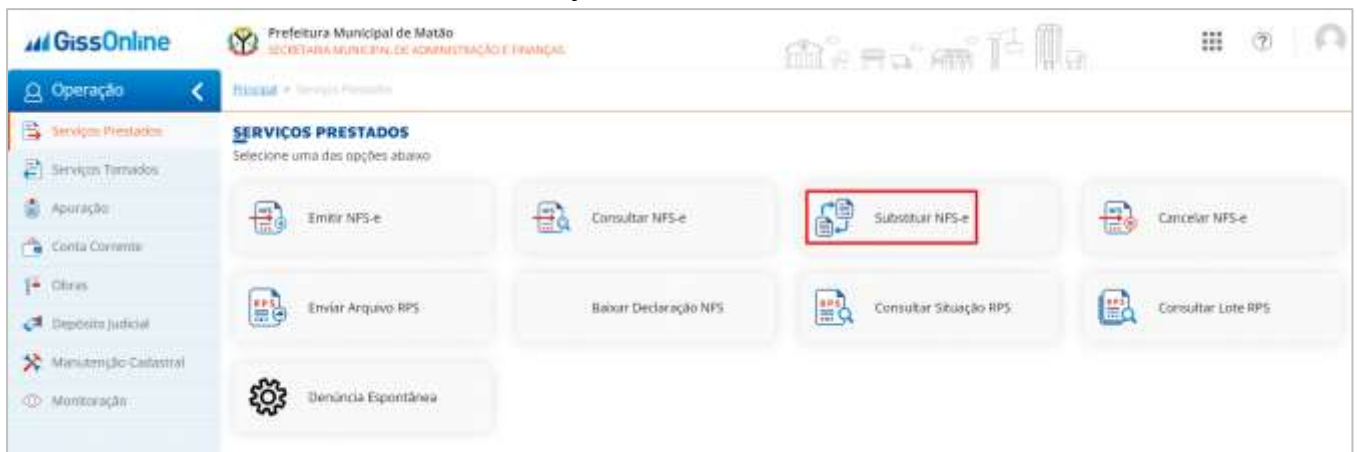 GissOnline
Prefeitura Municipal de Matão
SECRETARIA MUNICIPAL DE ADMINISTRAÇÃO E FINANÇAS
Operação
Principal • Serviços Prestados
Serviços Prestados
Serviços Tomados
Apuração
Conta Corrente
Obras
Depósito Judicial
Manutenção Cadastral
Monitoração
SERVIÇOS PRESTADOS
Selecione uma das opções abaixo
Emitir NFS-e
Consultar NFS-e
Substituir NFS-e
Cancelar NFS-e
Enviar Arquivo RPS
Baixar Declaração NFS
Consultar Situação RPS
Consultar Lote RPS
Denúncia Espontânea